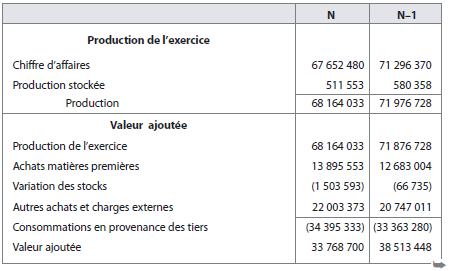 N N–1
Production de l'exercice
Chiffre d'affaires 67 652 480 71 296 370
Production stockée 511 553 580 358
Production 68 164 033 71 976 728
Valeur ajoutée
Production de l'exercice 68 164 033 71 876 728
Achats matières premières 13 895 553 12 683 004
Variation des stocks (1 503 593) (66 735)
Autres achats et charges externes 22 003 373 20 747 011
Consommations en provenance des tiers (34 395 333) (33 363 280)
Valeur ajoutée 33 768 700 38 513 448